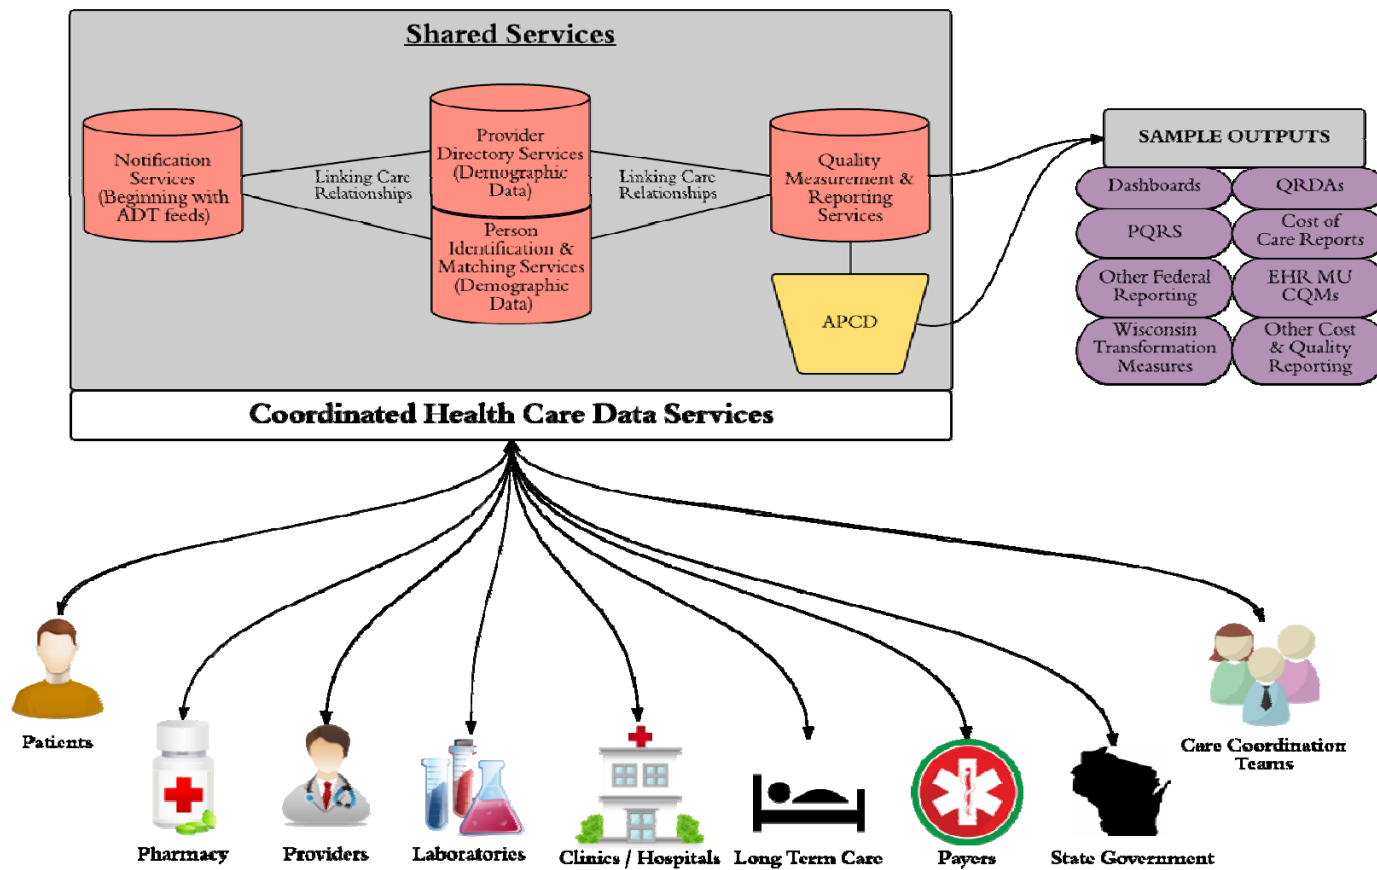 Shared Services
Notification
Services
(Beginning with
ADT feeds)
Linking Care
Relationships
Provider
Directory Services
(Demographic
Data)
Person
Identification &
Matching Services
(Demographic
Data)
Linking Care
Relationships
Quality
Measurement &
Reporting
Services
APCD
SAMPLE OUTPUTS
Dashboards
QRDAs
PQRS
Cost of
Care Reports
Other Federal
Reporting
EHR MU
CQMs
Wisconsin
Transformation
Measures
Other Cost
& Quality
Reporting
Coordinated Health Care Data Services
Patients
Pharmacy
Providers
Laboratories
Clinics / Hospitals
Long Term Care
Payers
State Government
Care Coordination
Teams